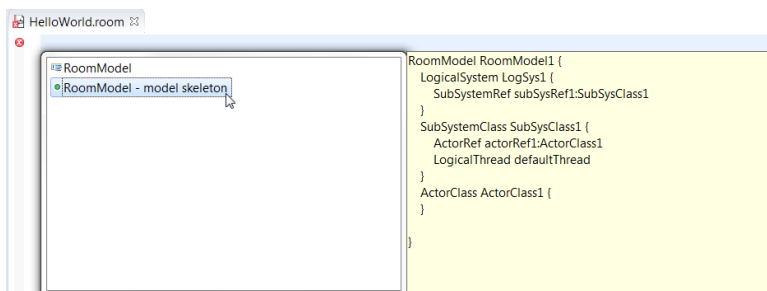 HelloWorld.room
RoomModel
RoomModel - model skeleton
RoomModel RoomModel1 {
LogicalSystem LogSys1 {
SubSystemRef subSysRef1:SubSysClass1
}
SubSystemClass SubSysClass1 {
ActorRef actorRef1:ActorClass1
LogicalThread defaultThread
}
ActorClass ActorClass1 {
}
}